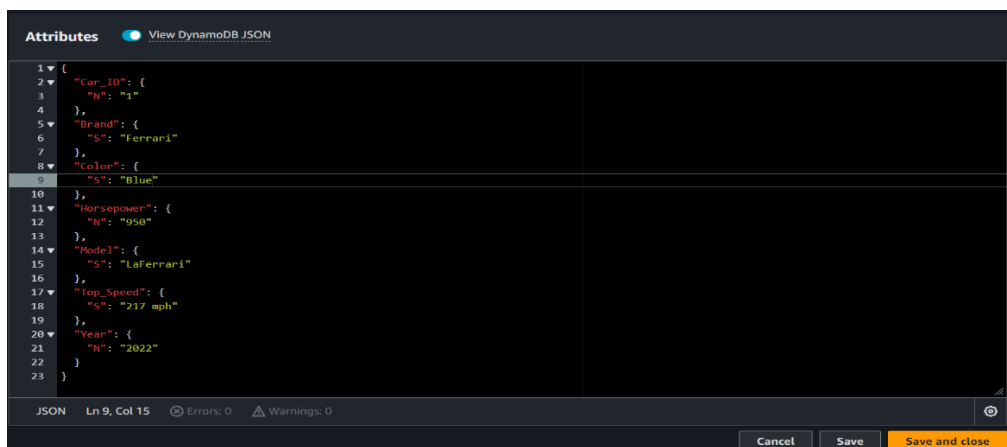 Attributes View DynamoDB JSON
1 {
2 "Car_ID": {
3 "N": "1"
4 },
5 "Brand": {
6 "S": "Ferrari"
7 },
8 "Color": {
9 "S": "Blue"
10 },
11 "Horsepower": {
12 "N": "950"
13 },
14 "Model": {
15 "S": "LaFerrari"
16 },
17 "Top_Speed": {
18 "S": "217 mph"
19 },
20 "Year": {
21 "N": "2022"
22 }
23 }
JSON Ln 9, Col 15 Errors: 0 Warnings: 0
Cancel Save Save and close